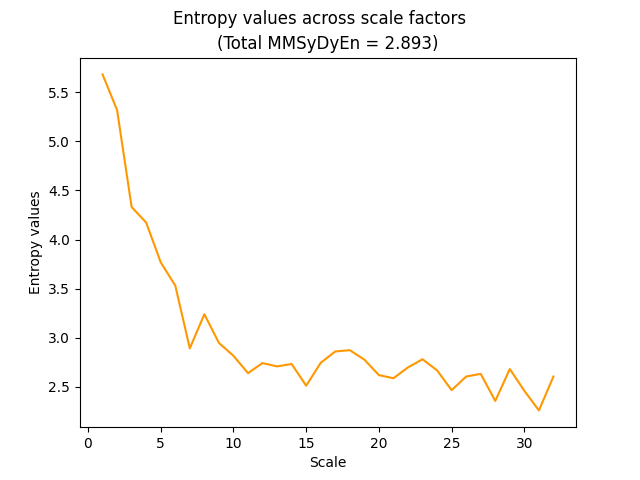 Entropy values across scale factors
(Total MMSyDyEn = 2.893)
5.5
5.0
4.5
4.0
3.5
3.0
2.5
Entropy values
0 5 10 15 20 25 30
Scale